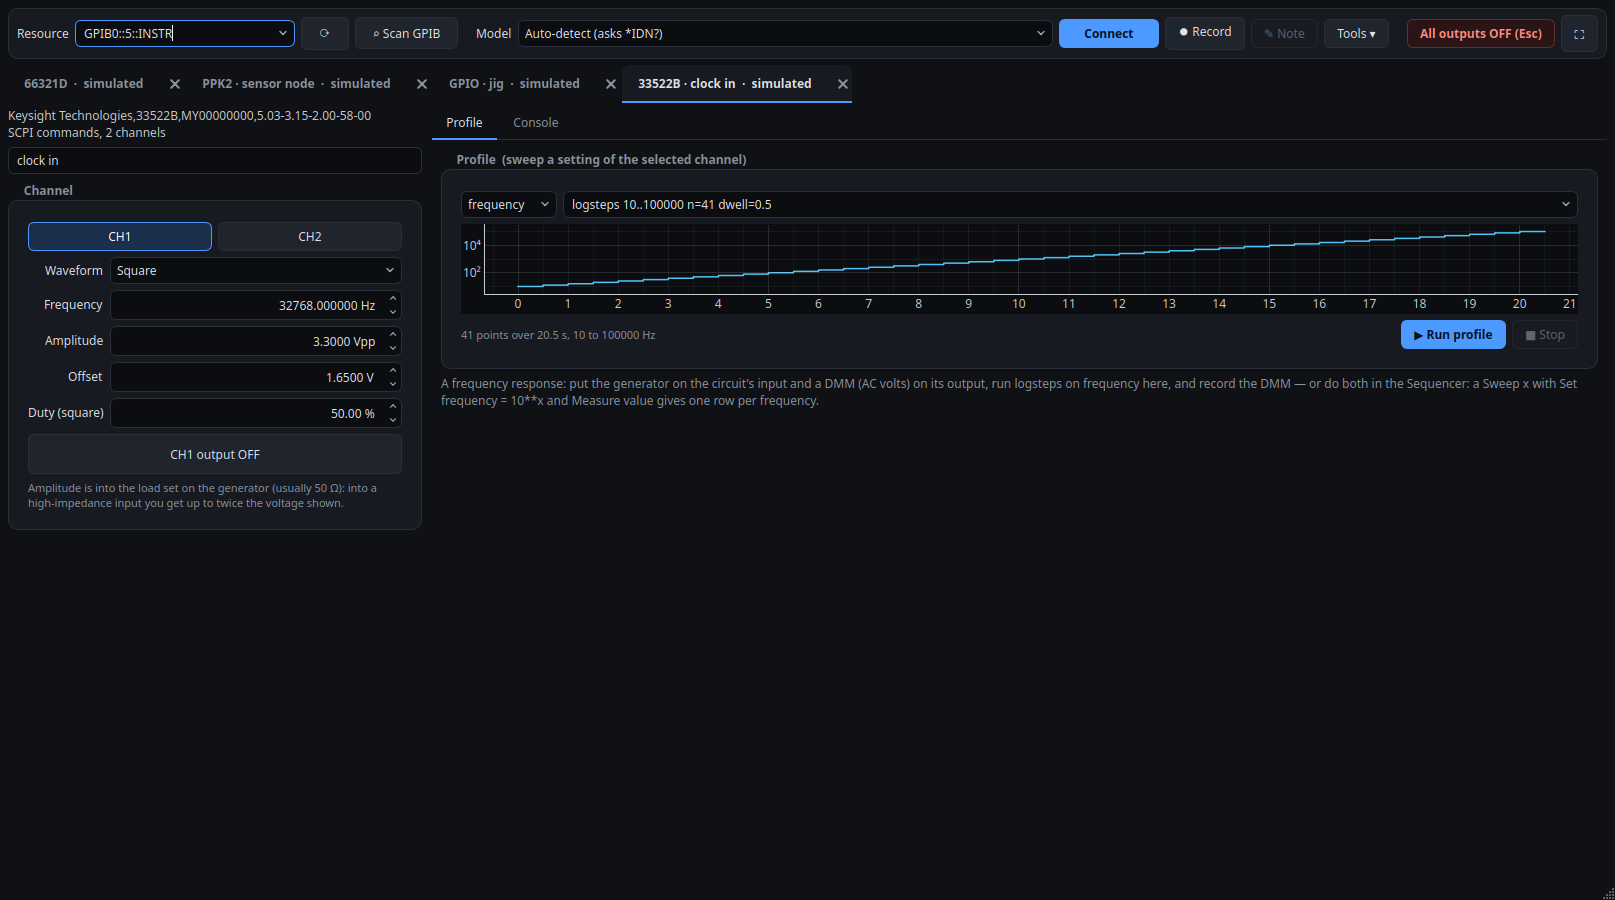 Resource GPIB0::5::INSTR ⟳ ⌕ Scan GPIB Model Auto-detect (asks *IDN?) Connect ● Record ✎ Note Tools ▾ All outputs OFF (Esc) ⛶
66321D · simulated ✕ PPK2 · sensor node · simulated ✕ GPIO · jig · simulated ✕ 33522B · clock in · simulated ✕
Keysight Technologies,33522B,MY00000000,5.03-3.15-2.00-58-00
SCPI commands, 2 channels
clock in
Channel
CH1 CH2
Waveform Square
Frequency 32768.000000 Hz
Amplitude 3.3000 Vpp
Offset 1.6500 V
Duty (square) 50.00 %
CH1 output OFF
Amplitude is into the load set on the generator (usually 50 Ω): into a
high-impedance input you get up to twice the voltage shown.
Profile Console
Profile (sweep a setting of the selected channel)
frequency logsteps 10..100000 n=41 dwell=0.5
10⁴
10²
0 1 2 3 4 5 6 7 8 9 10 11 12 13 14 15 16 17 18 19 20 21
41 points over 20.5 s, 10 to 100000 Hz ▶ Run profile ■ Stop
A frequency response: put the generator on the circuit's input and a DMM (AC volts) on its output, run logsteps on frequency here, and record the DMM — or do both in the Sequencer: a Sweep x with Set
frequency = 10**x and Measure value gives one row per frequency.